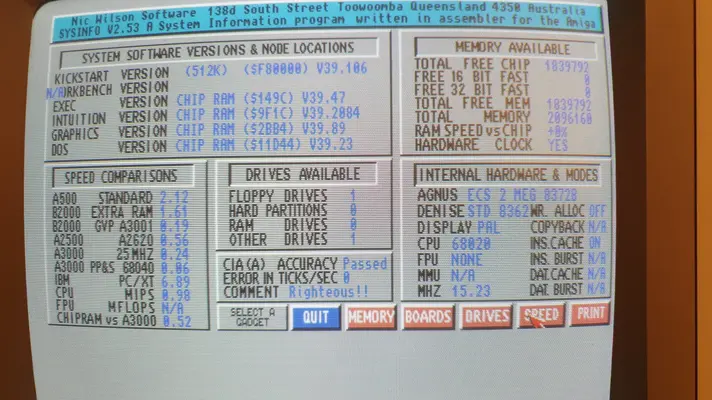 Nic Wilson Software 138d South Street Toowoomba Queensland 4350 Australia
SYSINFO V2.53 A System Information program written in assembler for the Amiga
SYSTEM SOFTWARE VERSIONS & NODE LOCATIONS
KICKSTART VERSION (512K) ($F80000) V39.106
N/AORKBENCH VERSION
EXEC VERSION CHIP RAM ($149C) V39.47
INTUITION VERSION CHIP RAM ($9F1C) V39.2084
GRAPHICS VERSION CHIP RAM ($2BB4) V39.89
DOS VERSION CHIP RAM ($11D44) V39.23
MEMORY AVAILABLE
TOTAL FREE CHIP 1839792
FREE 16 BIT FAST 0
FREE 32 BIT FAST 0
TOTAL FREE MEM 1839792
TOTAL MEMORY 2096160
RAM SPEED vs CHIP +0%
HARDWARE CLOCK YES
SPEED COMPARISONS
A500 STANDARD 2.12
B2000 EXTRA RAM 1.61
B2000 GVP A3001 0.19
A2500 A2620 0.56
A3000 25MHZ 0.24
A3000 PP&S 68040 0.06
IBM PC/XT 6.89
CPU MIPS 0.98
FPU MFLOPS N/A
CHIPRAM vs A3000 0.52
DRIVES AVAILABLE
FLOPPY DRIVES 1
HARD PARTITIONS 0
RAM DRIVES 0
OTHER DRIVES 1
CIA(A) ACCURACY Passed
ERROR IN TICKS/SEC 0
COMMENT Righteous!!
INTERNAL HARDWARE & MODES
AGNUS ECS 2 MEG 8372B
DENISE STD 8362 WR. ALLOC OFF
DISPLAY PAL COPYBACK N/A
CPU 68020 INS.CACHE ON
FPU NONE INS. BURST N/A
MMU N/A DAT.CACHE N/A
MHZ 15.23 DAT. BURST N/A
SELECT A GADGET
QUIT
MEMORY
BOARDS
DRIVES
SPEED
PRINT